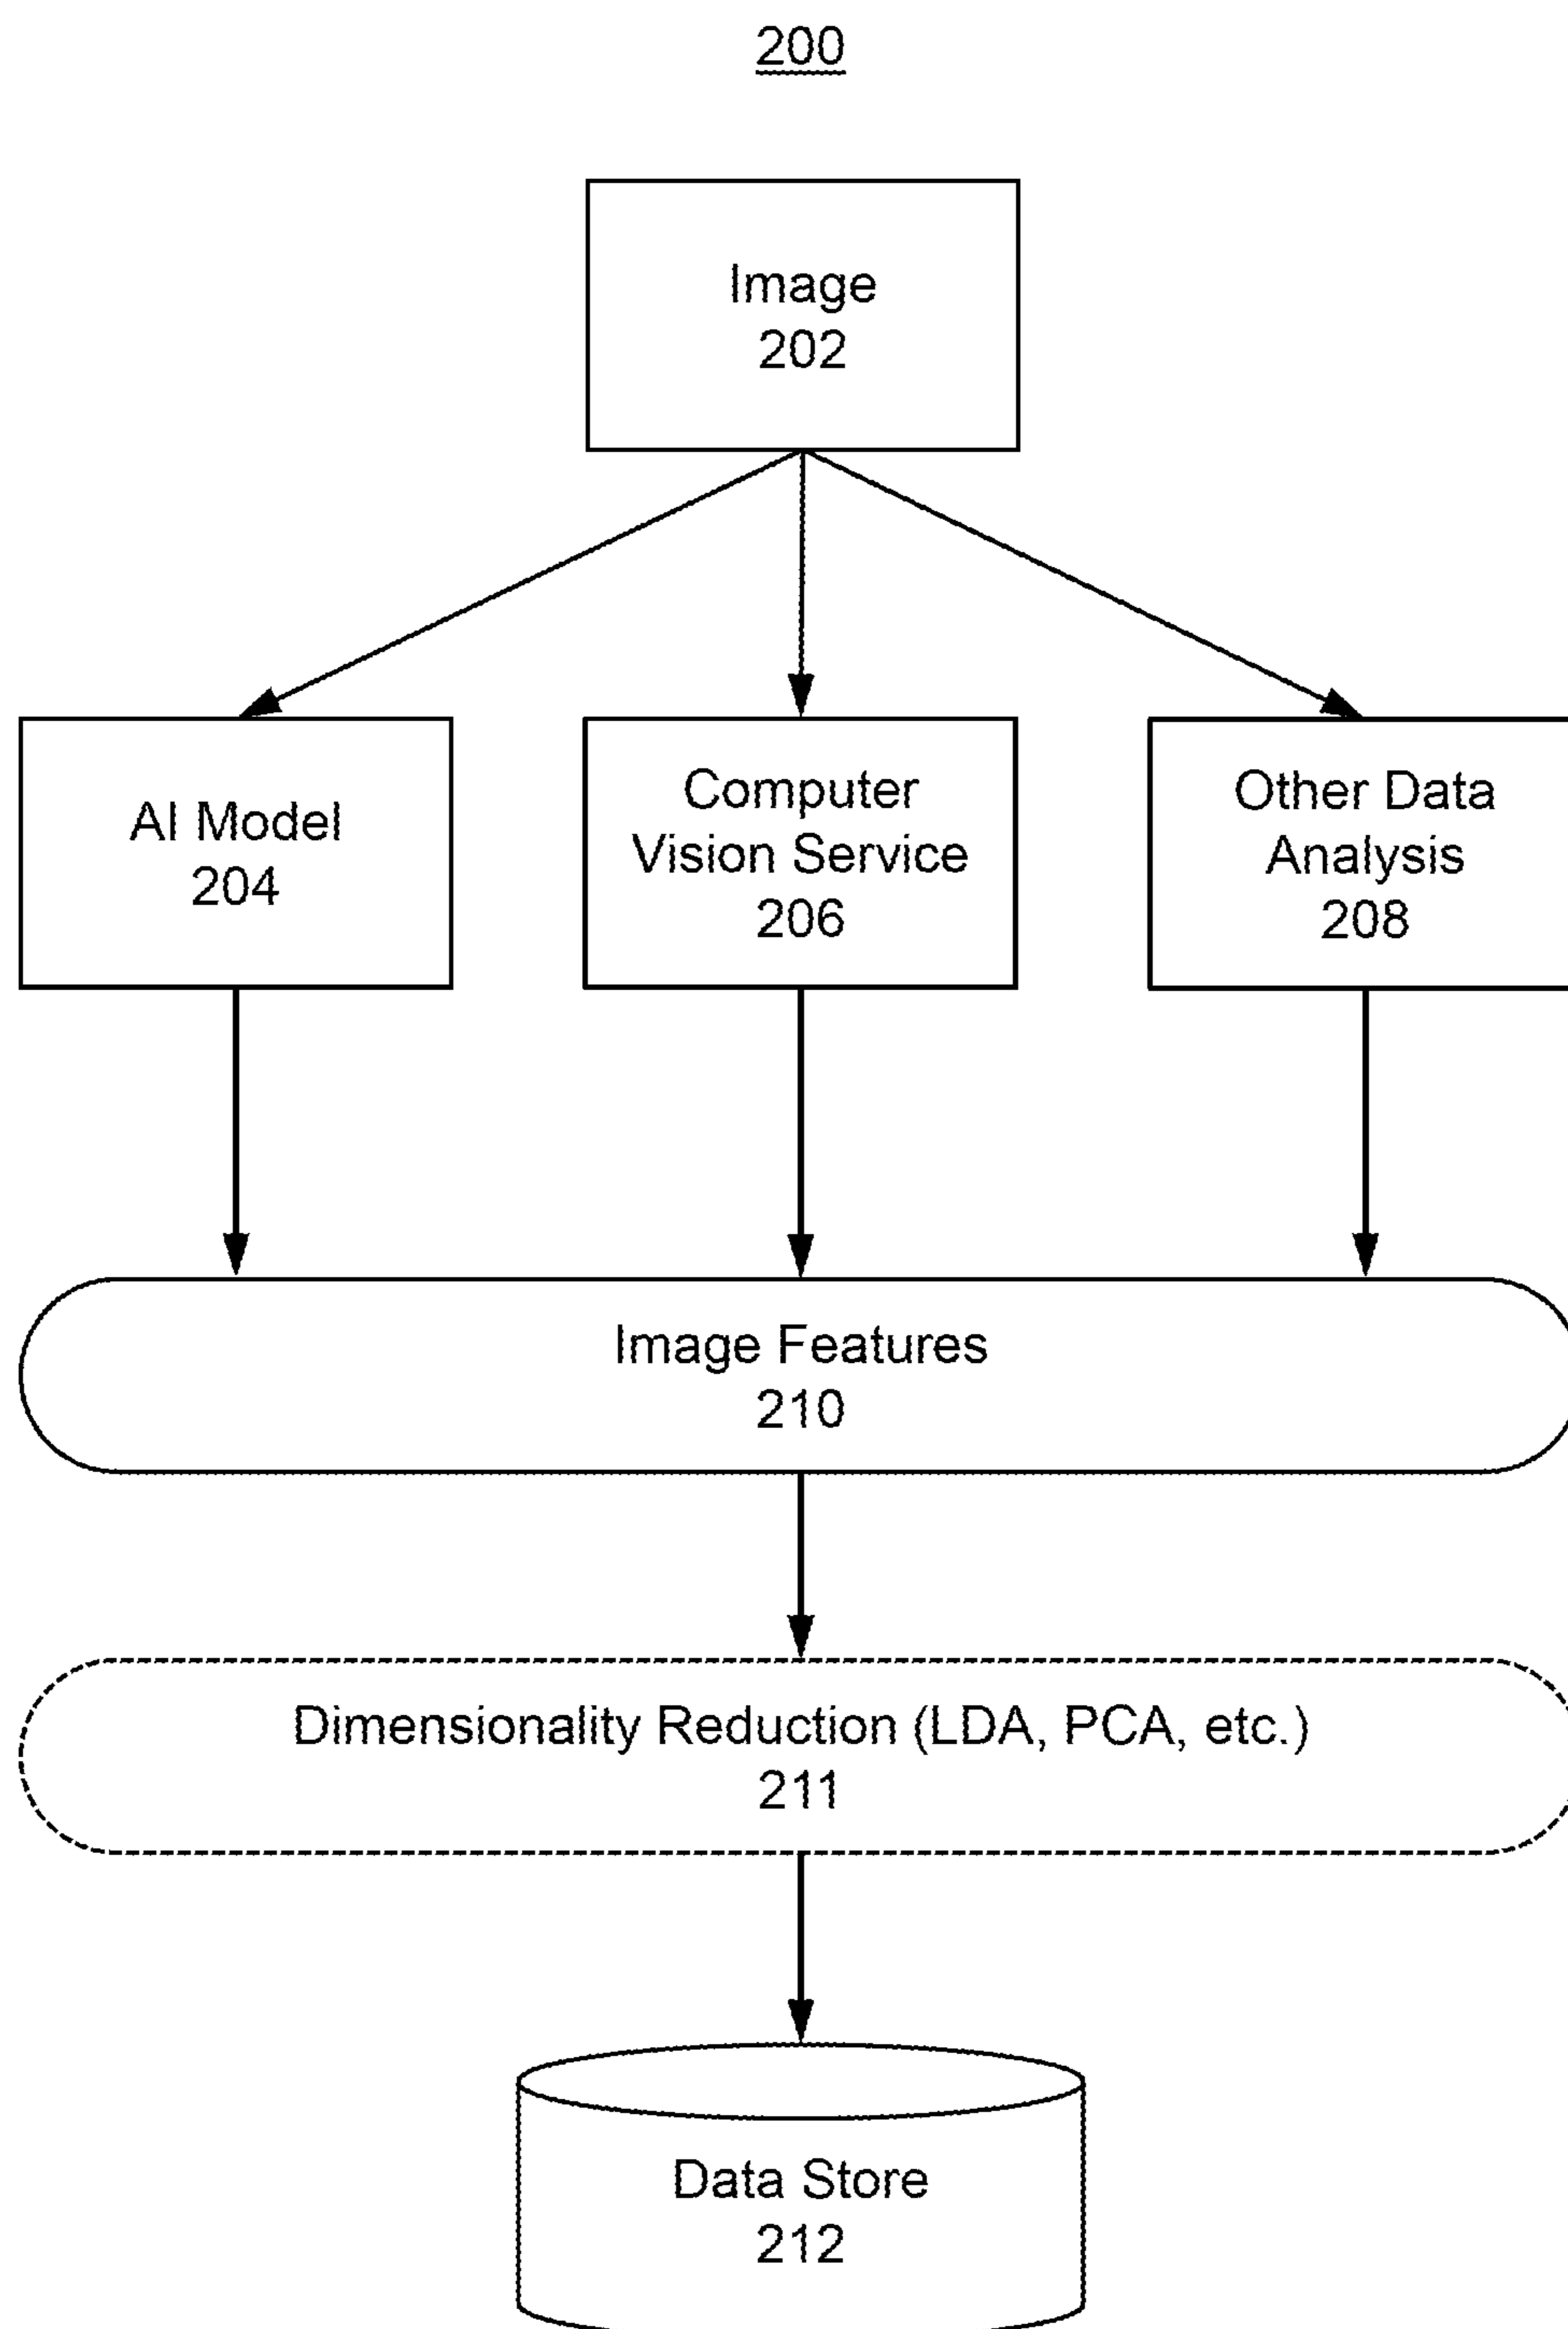 200
Image
202
AI Model
204
Computer
Vision Service
206
Other Data
Analysis
208
Image Features
210
Dimensionality Reduction (LDA, PCA, etc.)
211
Data Store
212